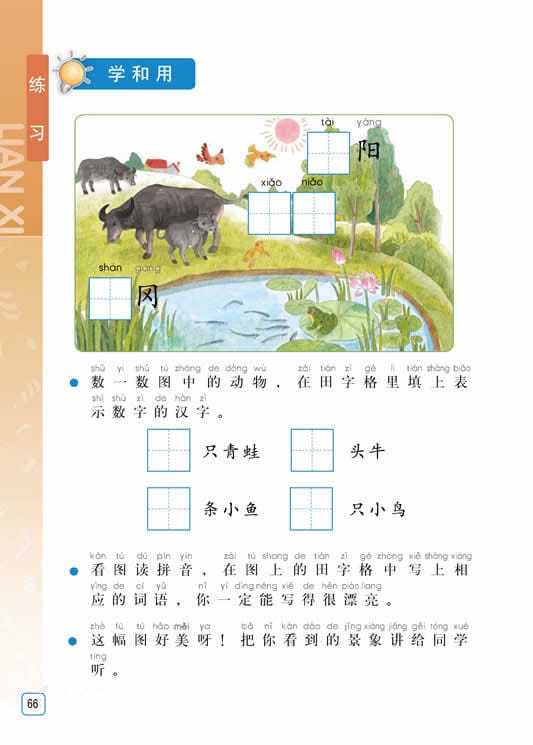 练
习
LIAN XI
学和用
tài yáng
阳
xiǎo niǎo
shān gāng
冈
shǔ yi shǔ tú zhōng de dòng wù zài tián zì gé lǐ tián shàng biǎo
数一数图中的动物，在田字格里填上表
shì shù zì de hàn zì
示数字的汉字。
只青蛙 头牛
条小鱼 只小鸟
kàn tú dú pīn yīn zài tú shang de tián zì gé zhōng xiě shàng xiāng
看图读拼音，在图上的田字格中写上相
yìng de cí yǔ nǐ yí dìng néng xiě de hěn piào liang
应的词语，你一定能写得很漂亮。
zhè fú tú hǎo měi ya bǎ nǐ kàn dào de jǐng xiàng jiǎng gěi tóng xué
这幅图好美呀！把你看到的景象讲给同学
tīng
听。
66